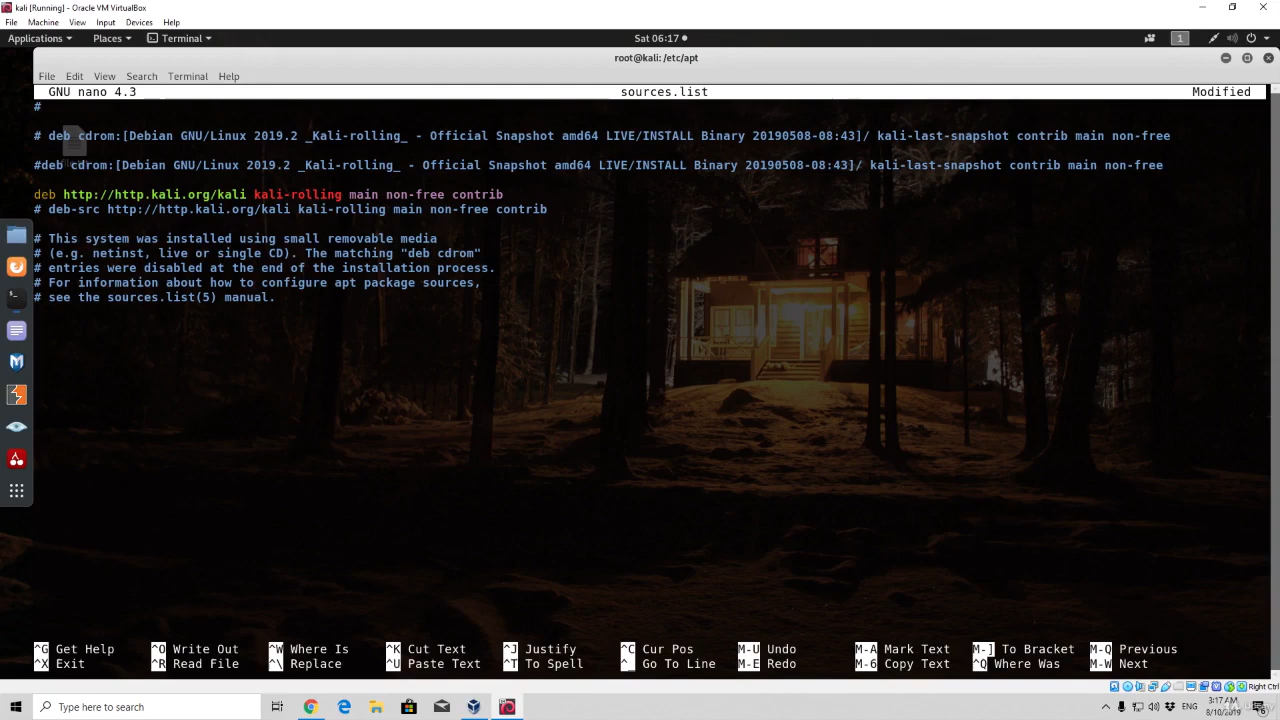 kali [Running] - Oracle VM VirtualBox
File Machine View Input Devices Help
Applications Places Terminal Sat 06:17 1
root@kali: /etc/apt
File Edit View Search Terminal Help
GNU nano 4.3 sources.list Modified
#
# deb cdrom:[Debian GNU/Linux 2019.2 _Kali-rolling_ - Official Snapshot amd64 LIVE/INSTALL Binary 20190508-08:43]/ kali-last-snapshot contrib main non-free
#deb cdrom:[Debian GNU/Linux 2019.2 _Kali-rolling_ - Official Snapshot amd64 LIVE/INSTALL Binary 20190508-08:43]/ kali-last-snapshot contrib main non-free
deb http://http.kali.org/kali kali-rolling main non-free contrib
# deb-src http://http.kali.org/kali kali-rolling main non-free contrib
# This system was installed using small removable media
# (e.g. netinst, live or single CD). The matching "deb cdrom"
# entries were disabled at the end of the installation process.
# For information about how to configure apt package sources,
# see the sources.list(5) manual.
^G Get Help ^O Write Out ^W Where Is ^K Cut Text ^J Justify ^C Cur Pos M-U Undo M-A Mark Text M-] To Bracket M-Q Previous
^X Exit ^R Read File ^\ Replace ^U Paste Text ^T To Spell ^_ Go To Line M-E Redo M-6 Copy Text ^Q Where Was M-W Next
Right Ctrl
Type here to search
ENG
3:17 AM
8/10/2019